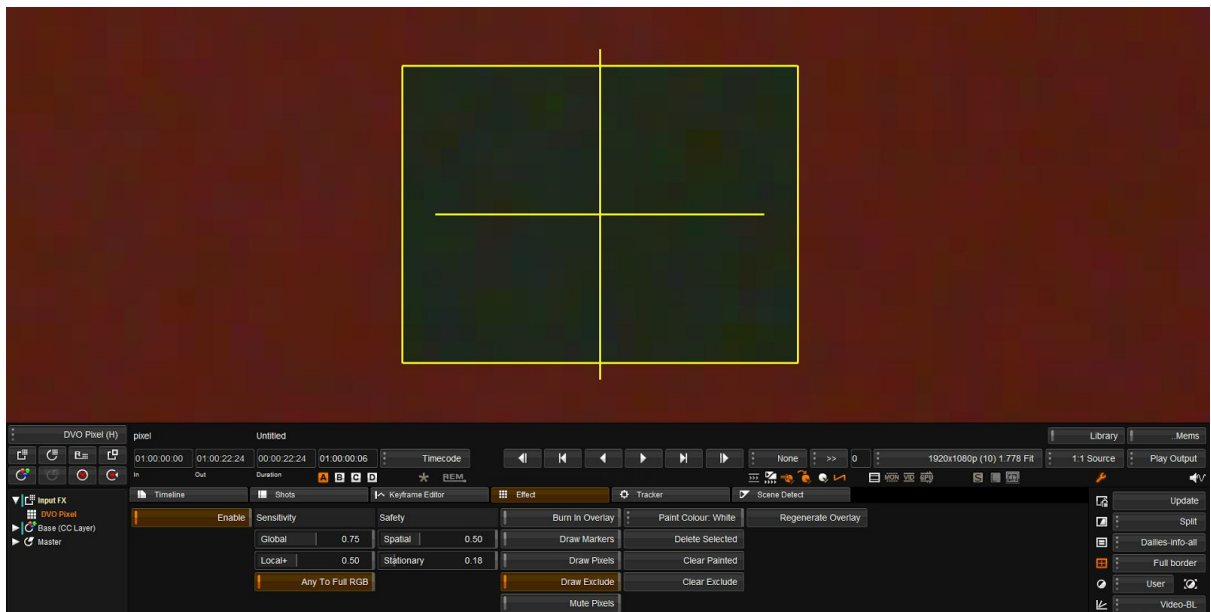 DVO Pixel (H) pixel Untitled Library ..Mems
R
01:00:00:00 01:00:22:24 00:00:22:24 01:00:00:06 Timecode None >> 0 1920x1080p (10) 1.778 Fit 1:1 Source Play Output
In Out Duration A B C D REM VID S
Timeline Shots Keyframe Editor Effect Tracker Scene Detect
Input FX Enable Sensitivity Safety Burn In Overlay Paint Colour: White Regenerate Overlay Update
DVO Pixel
Base (CC Layer) Global 0.75 Spatial 0.50 Draw Markers Delete Selected Split
Master Local+ 0.50 Stationary 0.18 Draw Pixels Clear Painted Dailies-info-all
Any To Full RGB Draw Exclude Clear Exclude Full border
User
Mute Pixels Video-BL